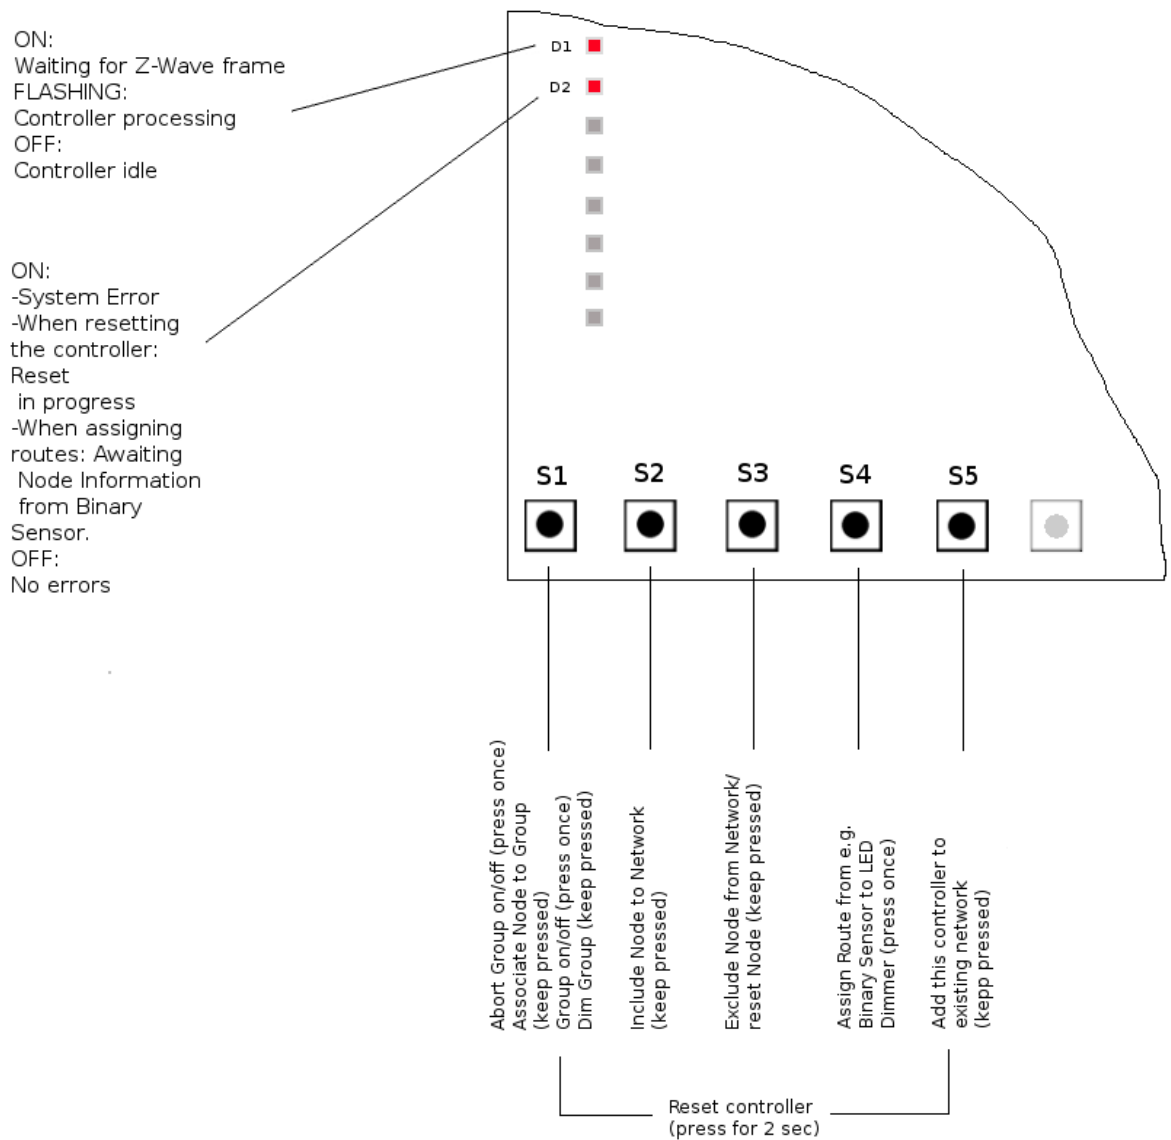 ON:
Waiting for Z-Wave frame
FLASHING:
Controller processing
OFF:
Controller idle
D1
D2
ON:
-System Error
-When resetting
the controller:
Reset
in progress
-When assigning
routes: Awaiting
Node Information
from Binary
Sensor.
OFF:
No errors
S1
S2
S3
S4
S5
Abort Group on/off (press once)
Associate Node to Group
(keep pressed)
Group on/off (press once)
Dim Group (keep pressed)
Include Node to Network
(keep pressed)
Exclude Node from Network/
reset Node (keep pressed)
Assign Route from e.g.
Binary Sensor to LED
Dimmer (press once)
Add this controller to
existing network
(kepp pressed)
Reset controller
(press for 2 sec)